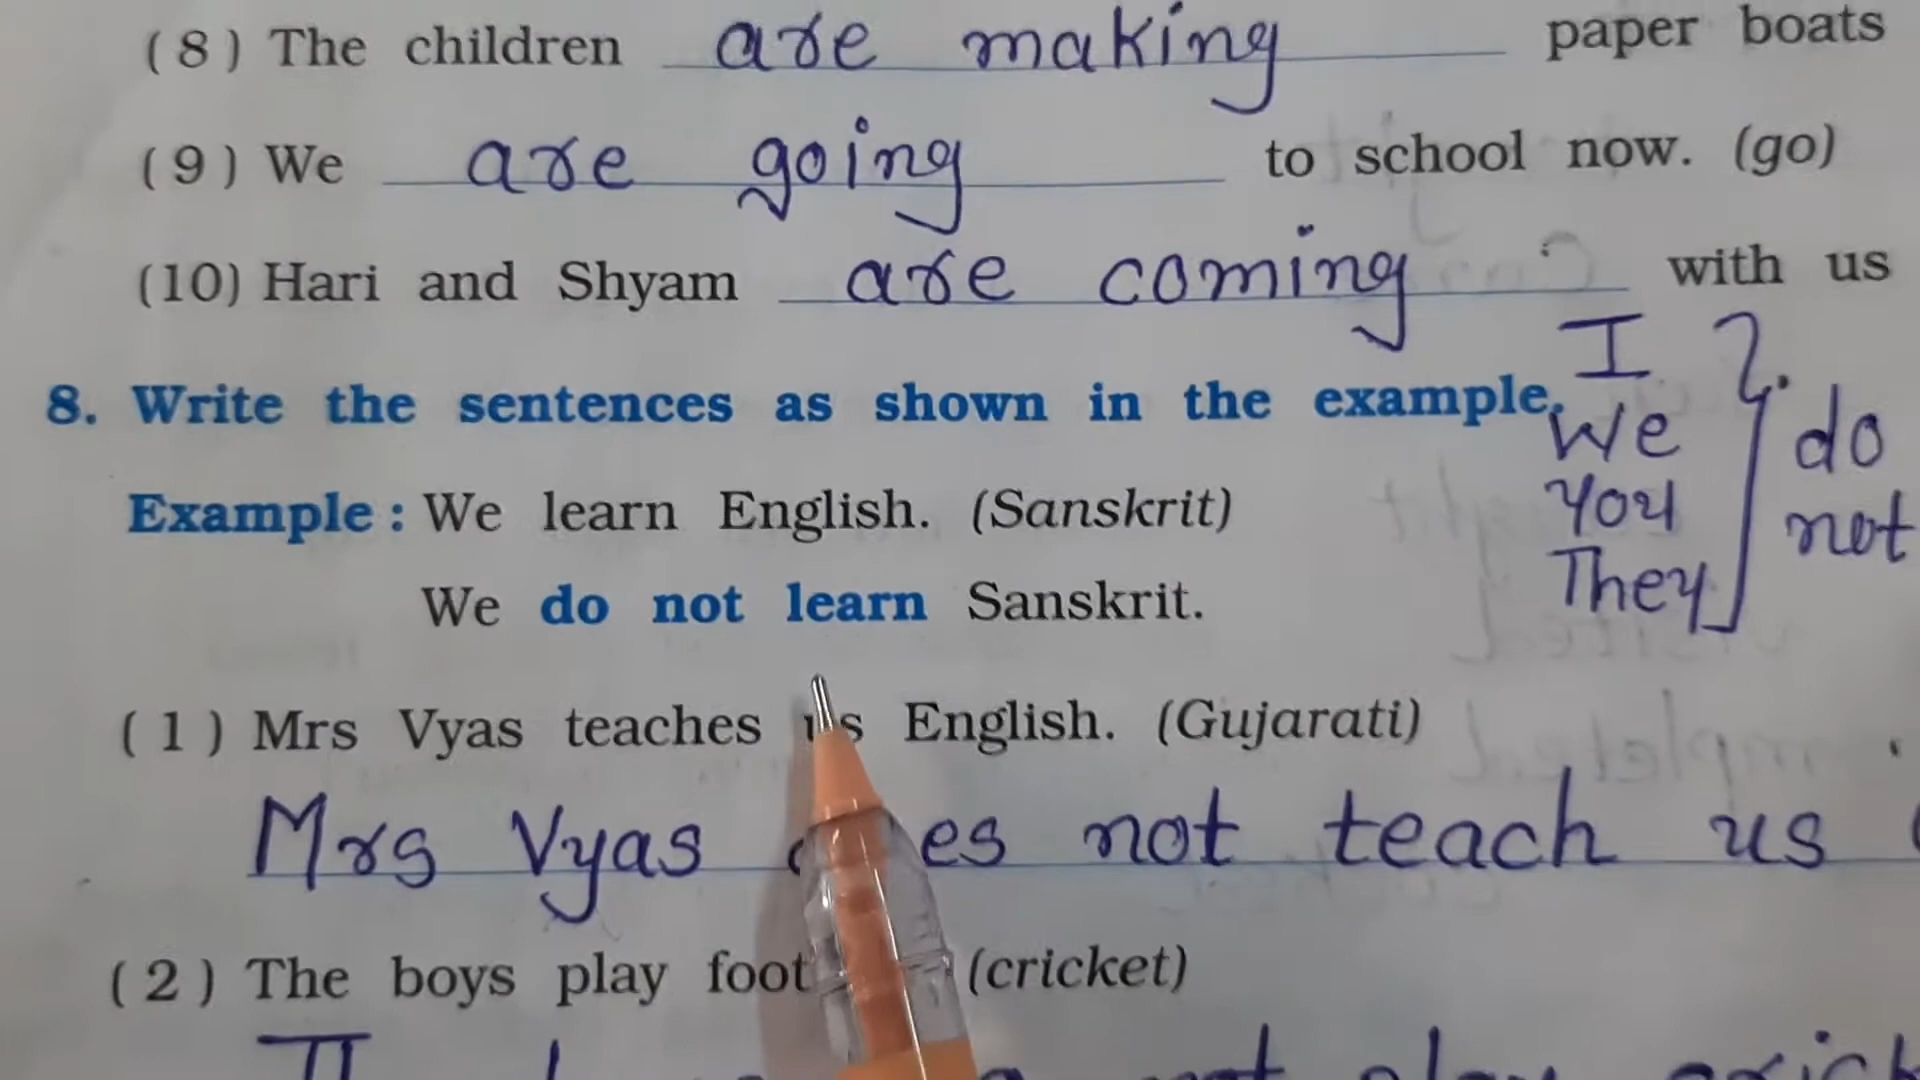 (8) The children are making paper boats
(9) We are going to school now. (go)
(10) Hari and Shyam are coming with us
I
8. Write the sentences as shown in the example.
We do
Example : We learn English. (Sanskrit)
You not
They
We do not learn Sanskrit.
(1) Mrs Vyas teaches us English. (Gujarati)
Mrs Vyas not teach us
(2) The boys play (cricket)
play